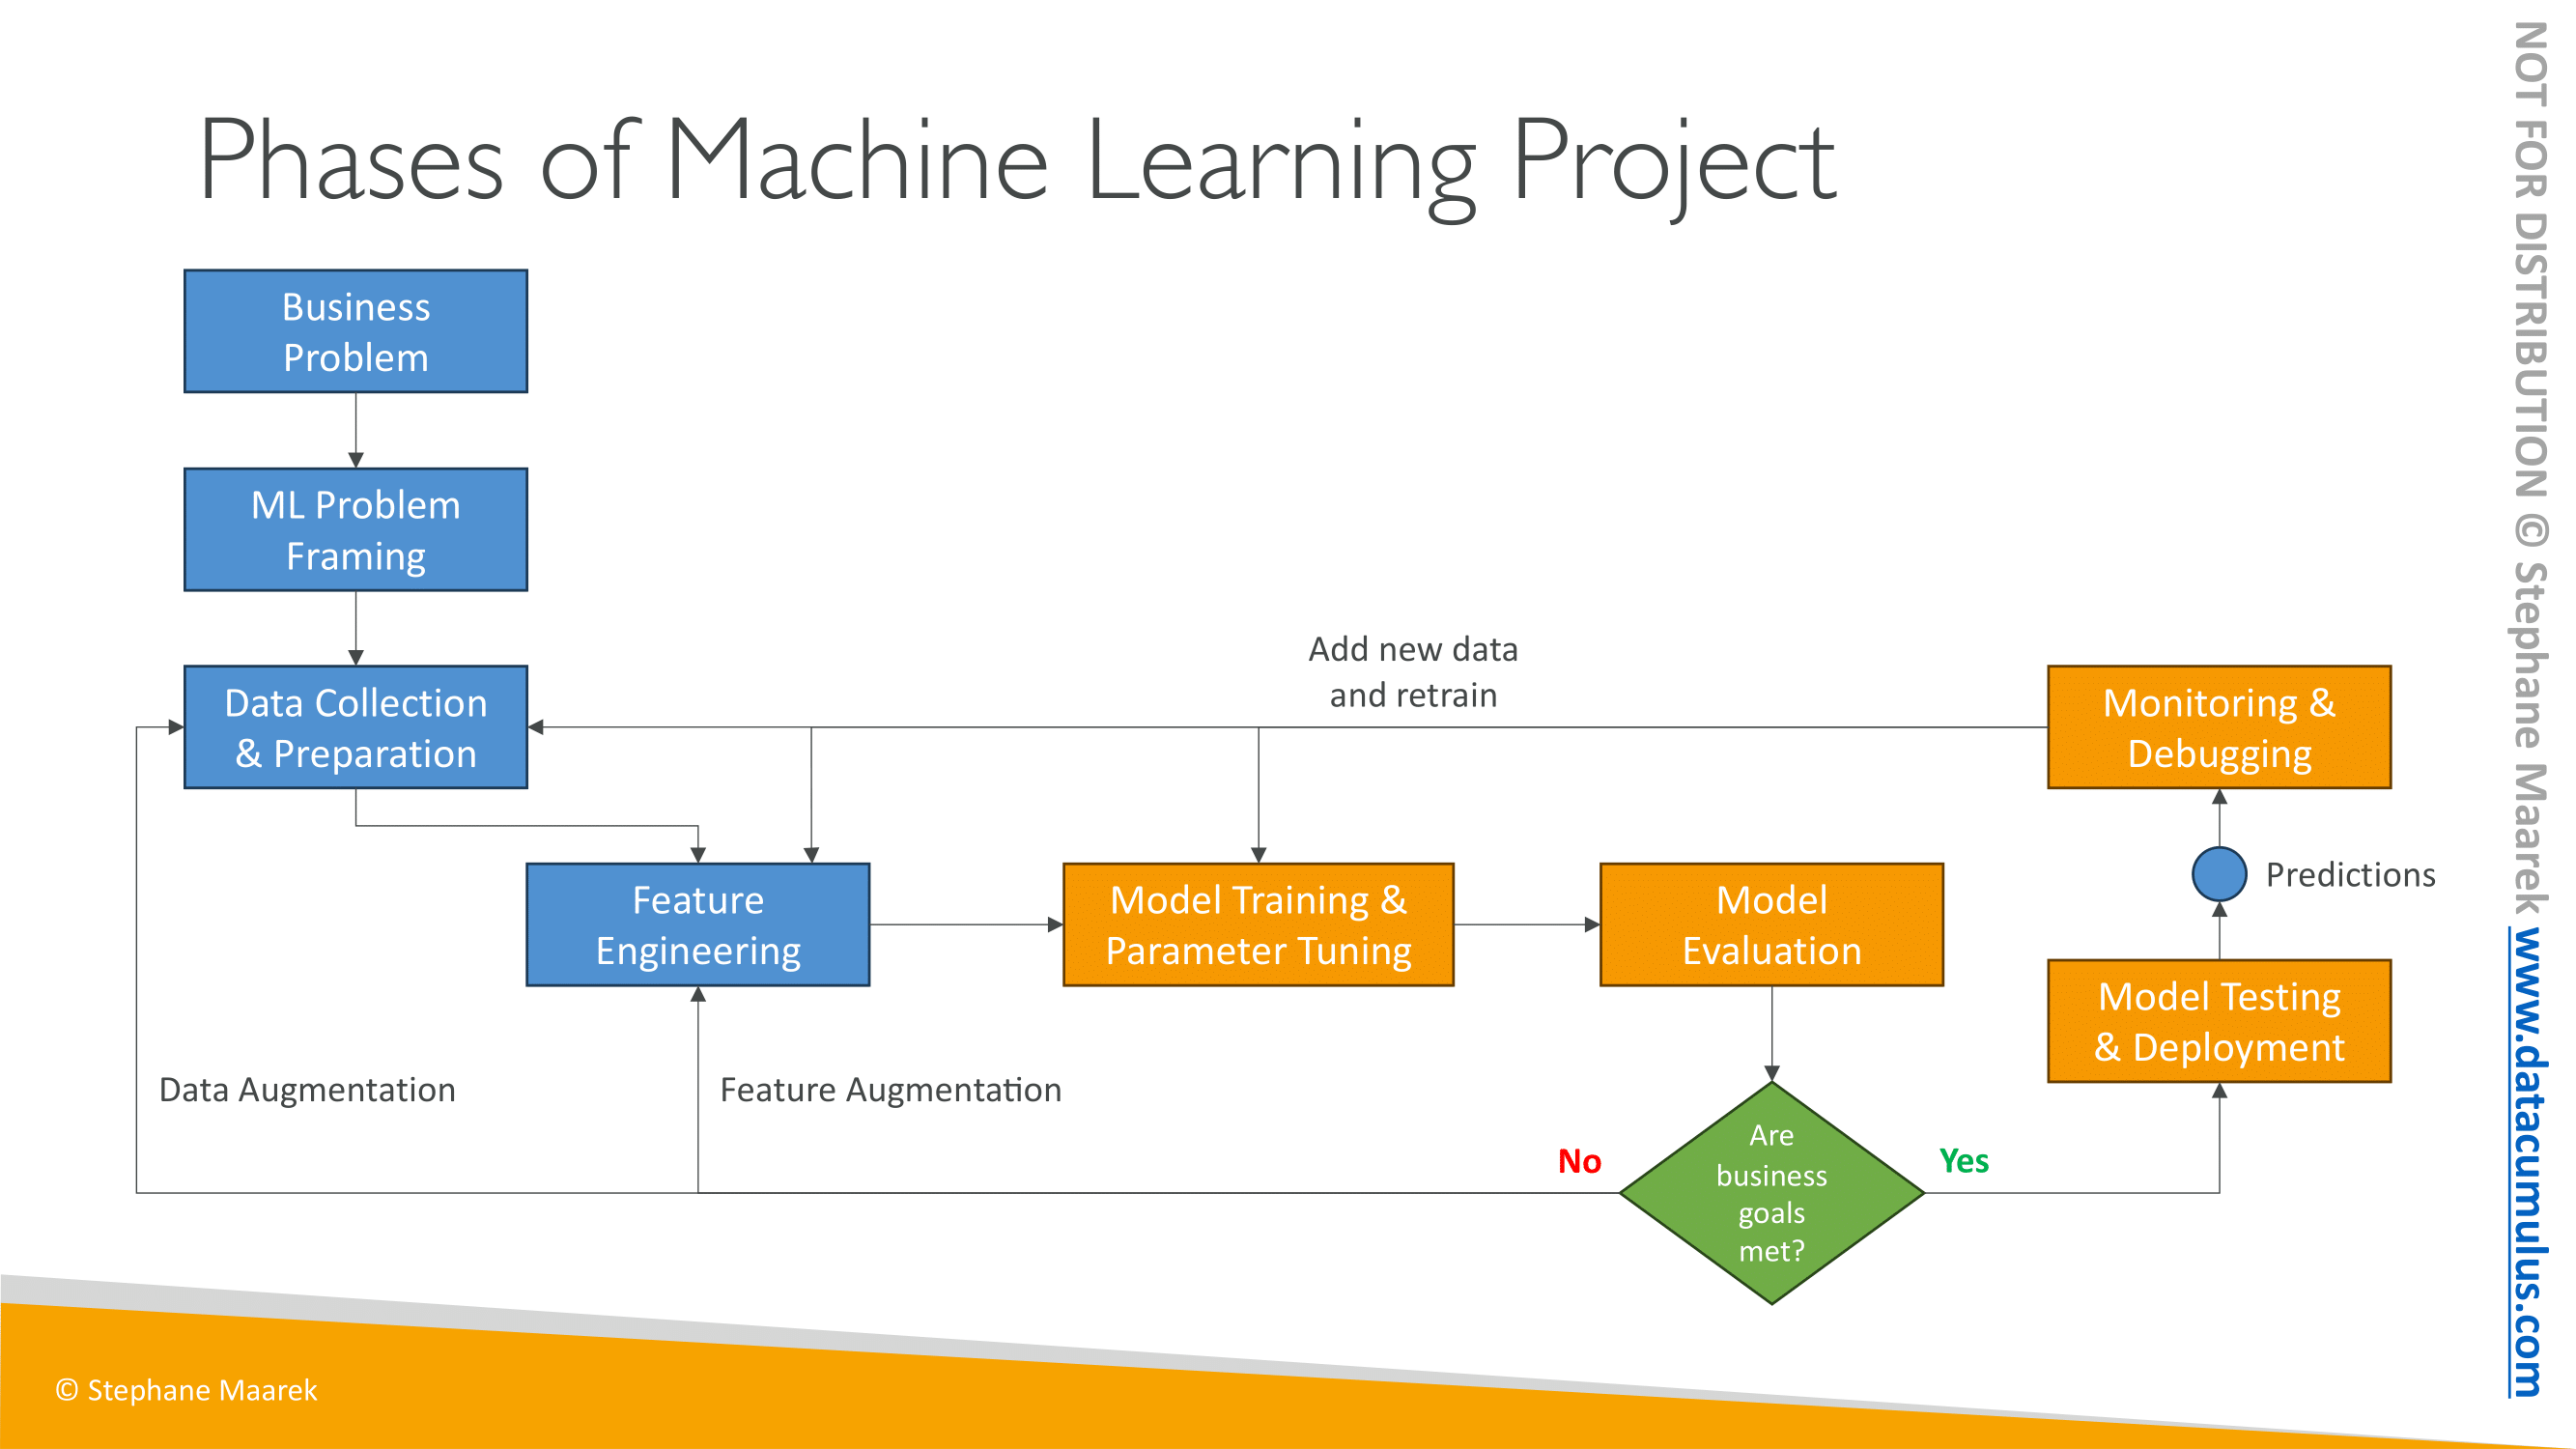 Phases of Machine Learning Project
Business
Problem
ML Problem
Framing
Data Collection
& Preparation
Add new data
and retrain
Monitoring &
Debugging
Predictions
Feature
Engineering
Model Training &
Parameter Tuning
Model
Evaluation
Model Testing
& Deployment
Data Augmentation
Feature Augmentation
No
Are
business
goals
met?
Yes
© Stephane Maarek
NOT FOR DISTRIBUTION © Stephane Maarek www.datacumulus.com